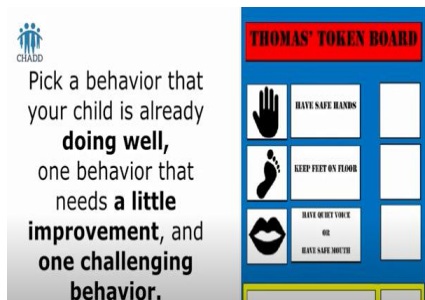 CHADD
Pick a behavior that
your child is already
doing well,
one behavior that
needs a little
improvement, and
one challenging
behavior.
THOMAS' TOKEN BOARD
HAVE SAFE HANDS
KEEP FEET ON FLOOR
HAVE QUIET VOICE
OR
HAVE SAFE MOUTH